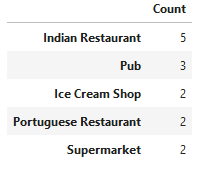 Count
Indian Restaurant 5
Pub 3
Ice Cream Shop 2
Portuguese Restaurant 2
Supermarket 2